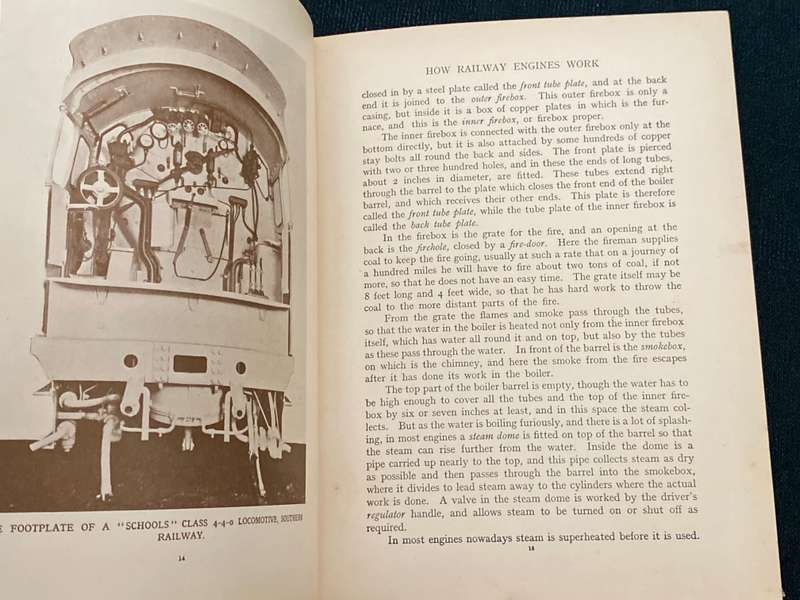 E FOOTPLATE OF A "SCHOOLS" CLASS 4-4-0 LOCOMOTIVE, SOUTHERN
RAILWAY.
14
HOW RAILWAY ENGINES WORK
closed in by a steel plate called the front tube plate, and at the back
end it is joined to the outer firebox. This outer firebox is only a
casing, but inside it is a box of copper plates in which is the fur-
nace, and this is the inner firebox, or firebox proper.
The inner firebox is connected with the outer firebox only at the
bottom directly, but it is also attached by some hundreds of copper
stay bolts all round the back and sides. The front plate is pierced
with two or three hundred holes, and in these the ends of long tubes,
about 2 inches in diameter, are fitted. These tubes extend right
through the barrel to the plate which closes the front end of the boiler
barrel, and which receives their other ends. This plate is therefore
called the front tube plate, while the tube plate of the inner firebox is
called the back tube plate.
In the firebox is the grate for the fire, and an opening at the
back is the firehole, closed by a fire-door. Here the fireman supplies
coal to keep the fire going, usually at such a rate that on a journey of
a hundred miles he will have to fire about two tons of coal, if not
more, so that he does not have an easy time. The grate itself may be
8 feet long and 4 feet wide, so that he has hard work to throw the
coal to the more distant parts of the fire.
From the grate the flames and smoke pass through the tubes,
so that the water in the boiler is heated not only from the inner firebox
itself, which has water all round it and on top, but also by the tubes
as these pass through the water. In front of the barrel is the smokebox,
on which is the chimney, and here the smoke from the fire escapes
after it has done its work in the boiler.
The top part of the boiler barrel is empty, though the water has to
be high enough to cover all the tubes and the top of the inner fire-
box by six or seven inches at least, and in this space the steam col-
lects. But as the water is boiling furiously, and there is a lot of splash-
ing, in most engines a steam dome is fitted on top of the barrel so that
the steam can rise further from the water. Inside the dome is a
pipe carried up nearly to the top, and this pipe collects steam as dry
as possible and then passes through the barrel into the smokebox,
where it divides to lead steam away to the cylinders where the actual
work is done. A valve in the steam dome is worked by the driver's
regulator handle, and allows steam to be turned on or shut off as
required.
In most engines nowadays steam is superheated before it is used.
15